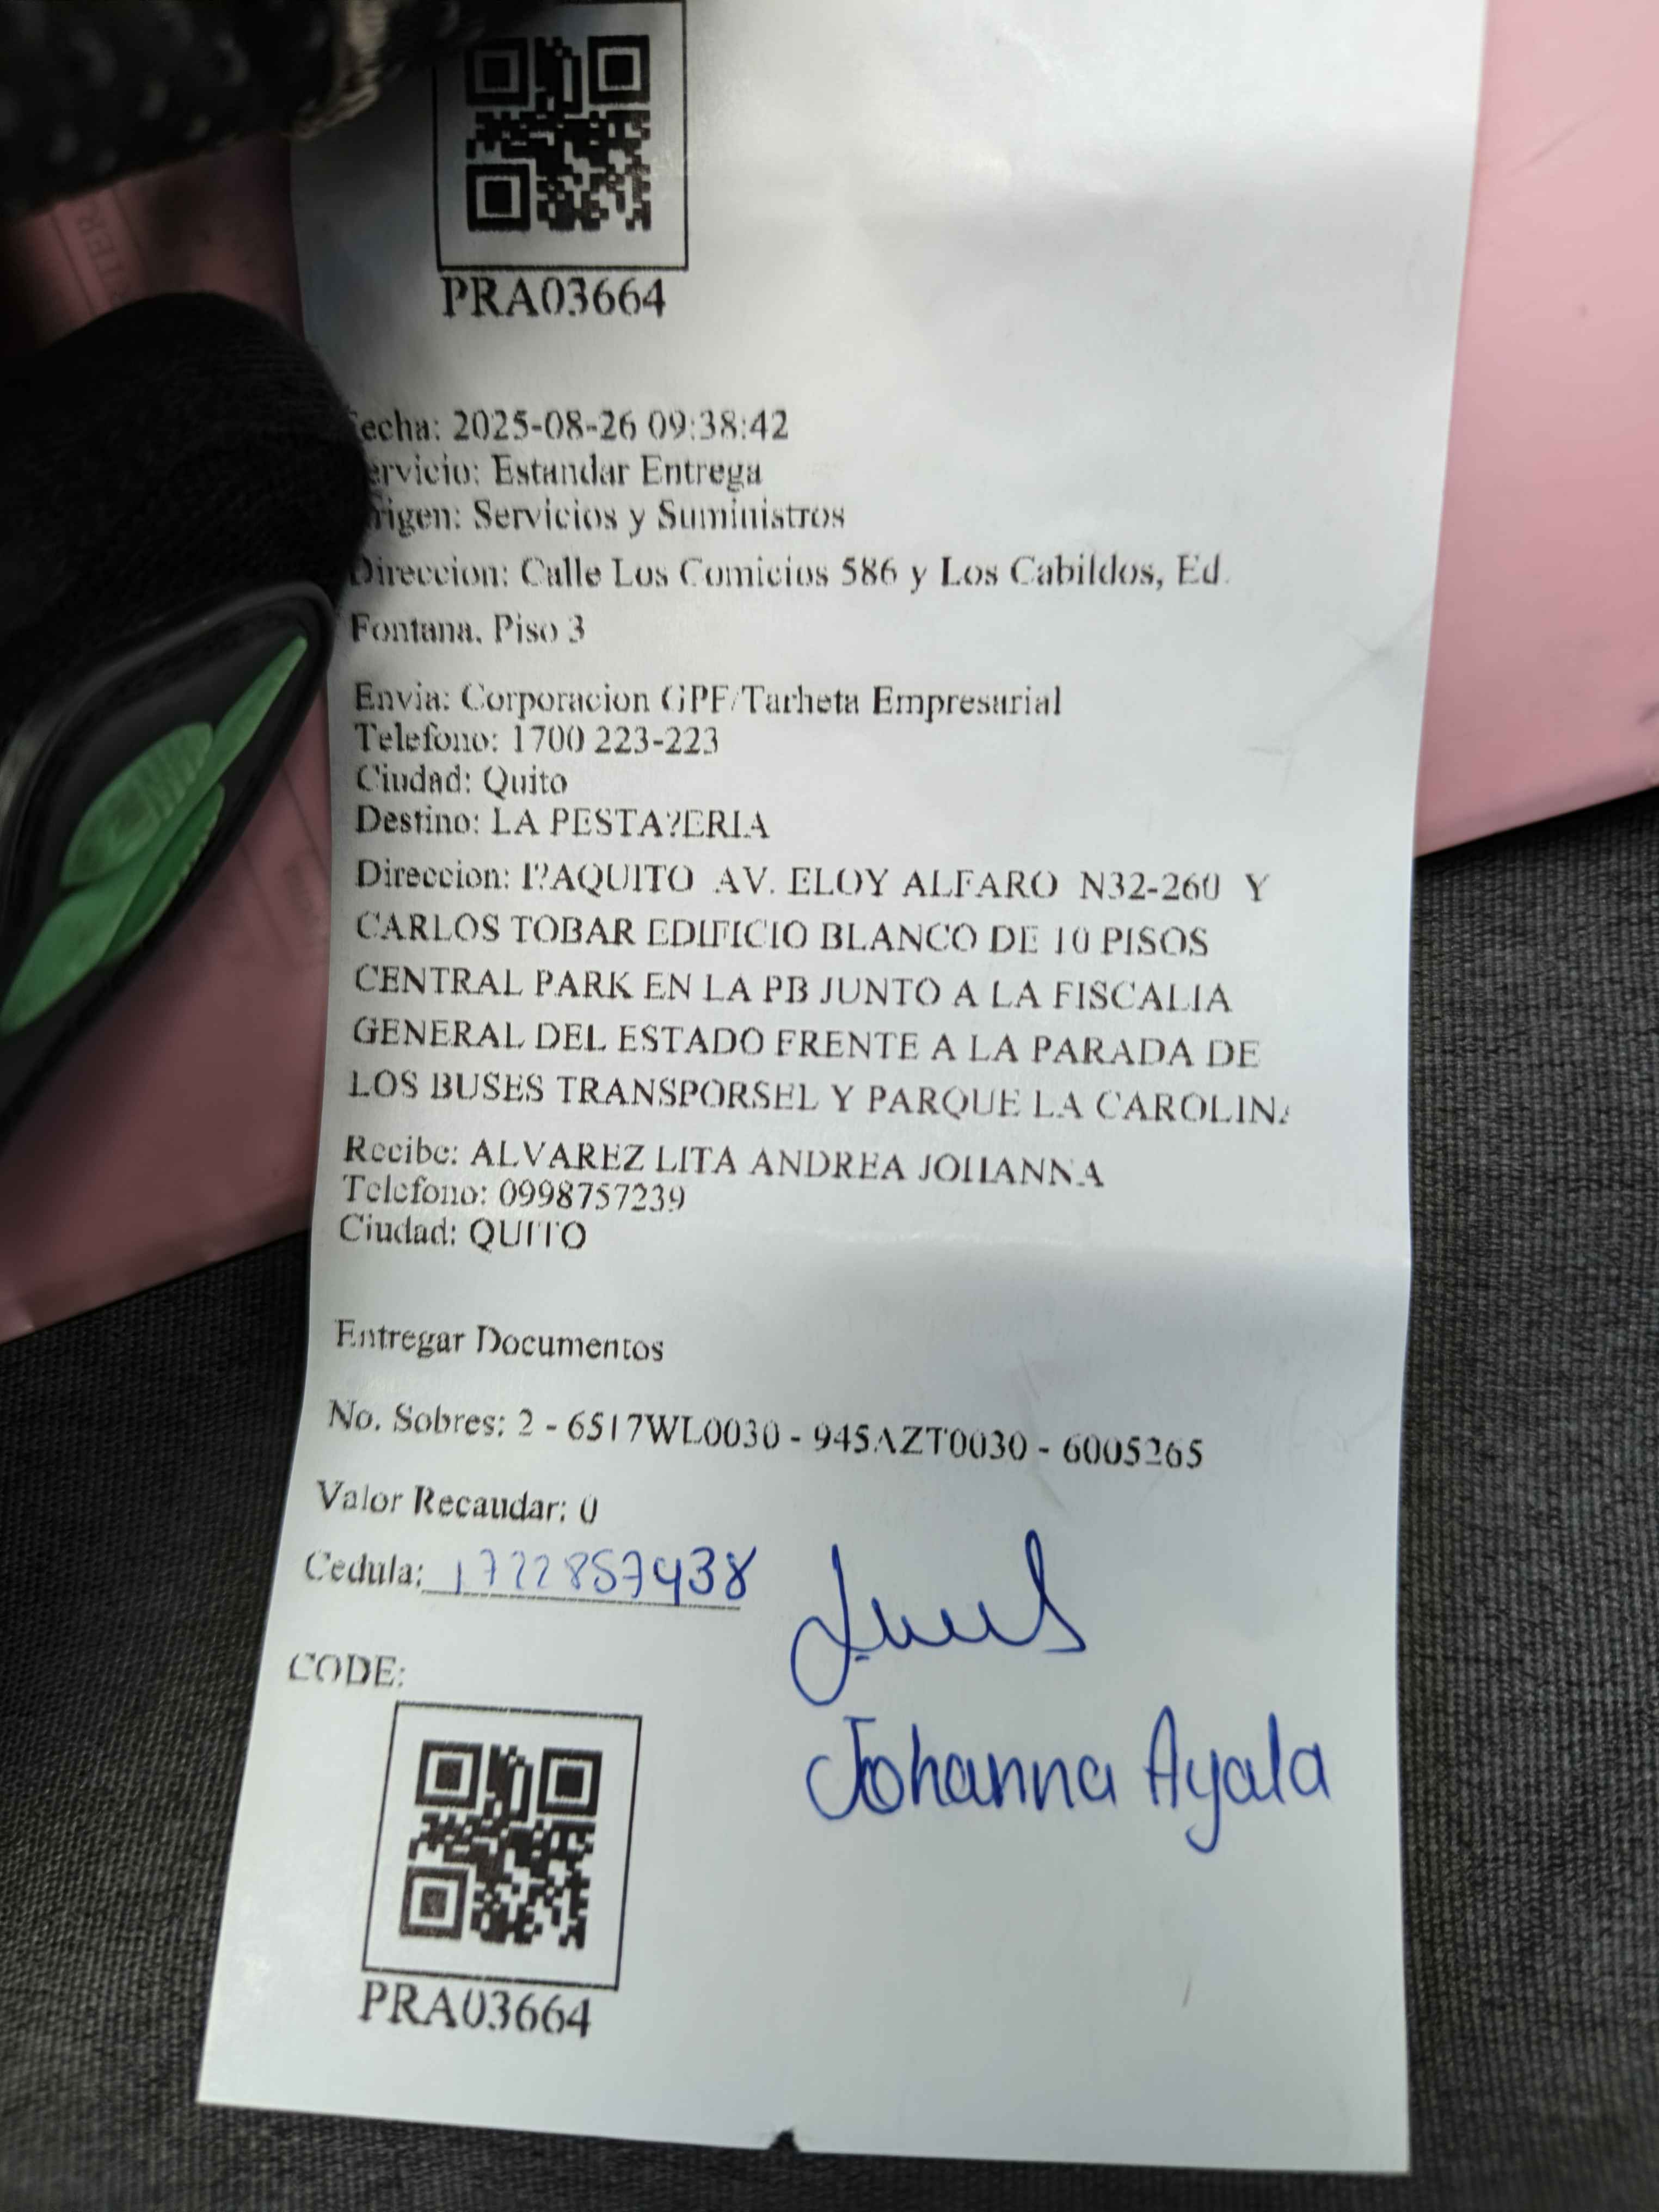 PRA03664
Fecha: 2025-08-26 09:38:42
Servicio: Estandar Entrega
Origen: Servicios y Suministros
Direccion: Calle Los Comicios 586 y Los Cabildos, Ed.
Fontana, Piso 3
Envia: Corporacion GPF/Tarheta Empresarial
Telefono: 1700 223-223
Ciudad: Quito
Destino: LA PESTA?ERIA
Direccion: I?AQUITO AV. ELOY ALFARO N32-260 Y
CARLOS TOBAR EDIFICIO BLANCO DE 10 PISOS
CENTRAL PARK EN LA PB JUNTO A LA FISCALIA
GENERAL DEL ESTADO FRENTE A LA PARADA DE
LOS BUSES TRANSPORSEL Y PARQUE LA CAROLINA
Recibe: ALVAREZ LITA ANDREA JOHANNA
Telefono: 0998757239
Ciudad: QUITO
Entregar Documentos
No. Sobres: 2 - 6517WL0030 - 945AZT0030 - 6005265
Valor Recaudar: 0
Cedula: 1722857438
CODE:
Johanna Ayala
PRA03664